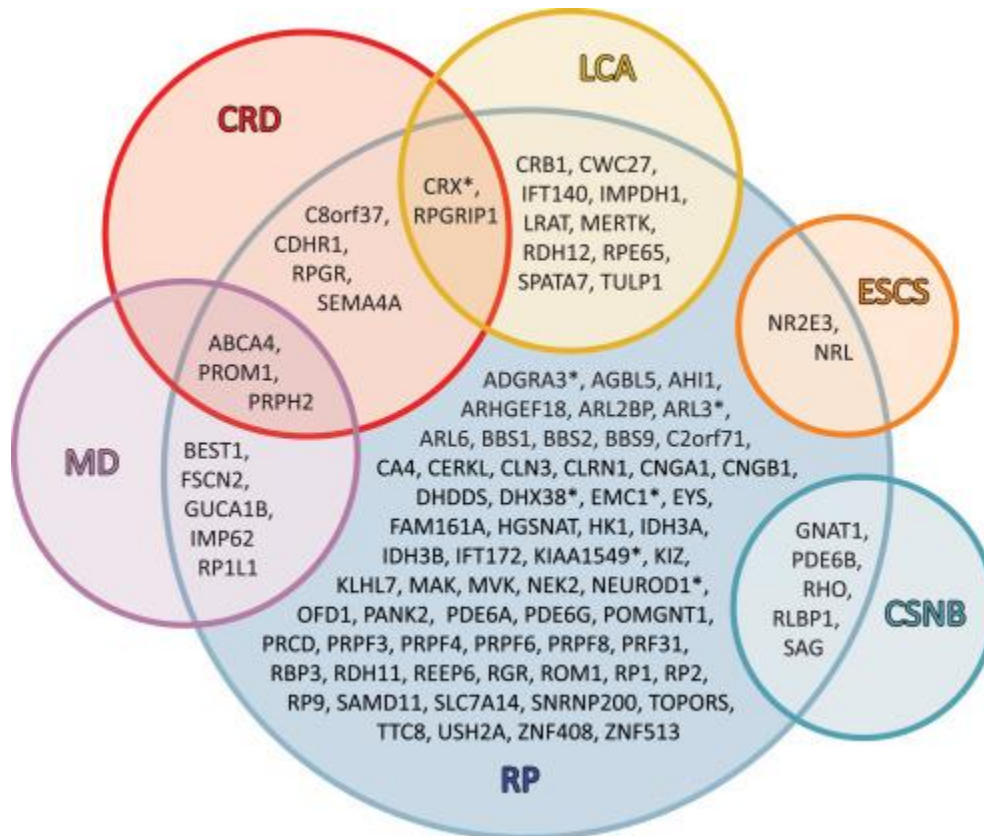 LCA
CRD
CRB1, CWC27,
IFT140, IMPDH1,
LRAT, MERTK,
RDH12, RPE65,
SPATA7, TULP1
CRX*,
RPGRIP1
C8orf37,
CDHR1,
RPGR,
SEMA4A
ESCS
NR2E3,
NRL
ABCA4,
PROM1,
PRPH2
MD
BEST1,
FSCN2,
GUCA1B,
IMP62
RP1L1
ADGRA3*, AGBL5, AHI1,
ARHGEF18, ARL2BP, ARL3*,
ARL6, BBS1, BBS2, BBS9, C2orf71,
CA4, CERKL, CLN3, CLRN1, CNGA1, CNGB1,
DHDDS, DHX38*, EMC1*, EYS,
FAM161A, HGSNAT, HK1, IDH3A,
IDH3B, IFT172, KIAA1549*, KIZ,
KLHL7, MAK, MVK, NEK2, NEUROD1*,
OFD1, PANK2, PDE6A, PDE6G, POMGNT1,
PRCD, PRPF3, PRPF4, PRPF6, PRPF8, PRF31,
RBP3, RDH11, REEP6, RGR, ROM1, RP1, RP2,
RP9, SAMD11, SLC7A14, SNRNP200, TOPORS,
TTC8, USH2A, ZNF408, ZNF513
GNAT1,
PDE6B,
RHO,
RLBP1,
SAG
CSNB
RP